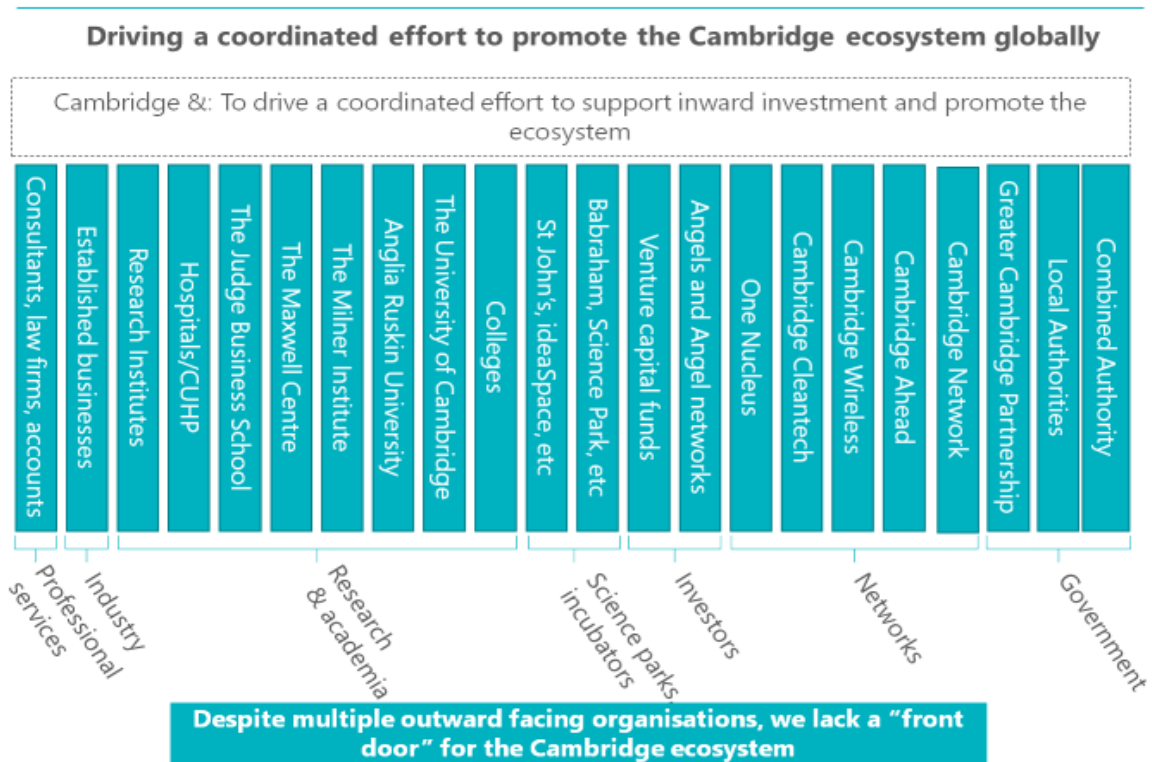 Driving a coordinated effort to promote the Cambridge ecosystem globally
Cambridge &: To drive a coordinated effort to support inward investment and promote the
ecosystem
Consultants, law firms, accounts
Established businesses
Research Institutes
Hospitals/CUHP
The Judge Business School
The Maxwell Centre
The Milner Institute
Anglia Ruskin University
The University of Cambridge
Colleges
St John's, ideaSpace, etc
Babraham, Science Park, etc
Venture capital funds
Angels and Angel networks
One Nucleus
Cambridge Cleantech
Cambridge Wireless
Cambridge Ahead
Cambridge Network
Greater Cambridge Partnership
Local Authorities
Combined Authority
Professional
services
Industry
Research
& academia
Science parks,
incubators
Investors
Networks
Government
Despite multiple outward facing organisations, we lack a “front
door” for the Cambridge ecosystem